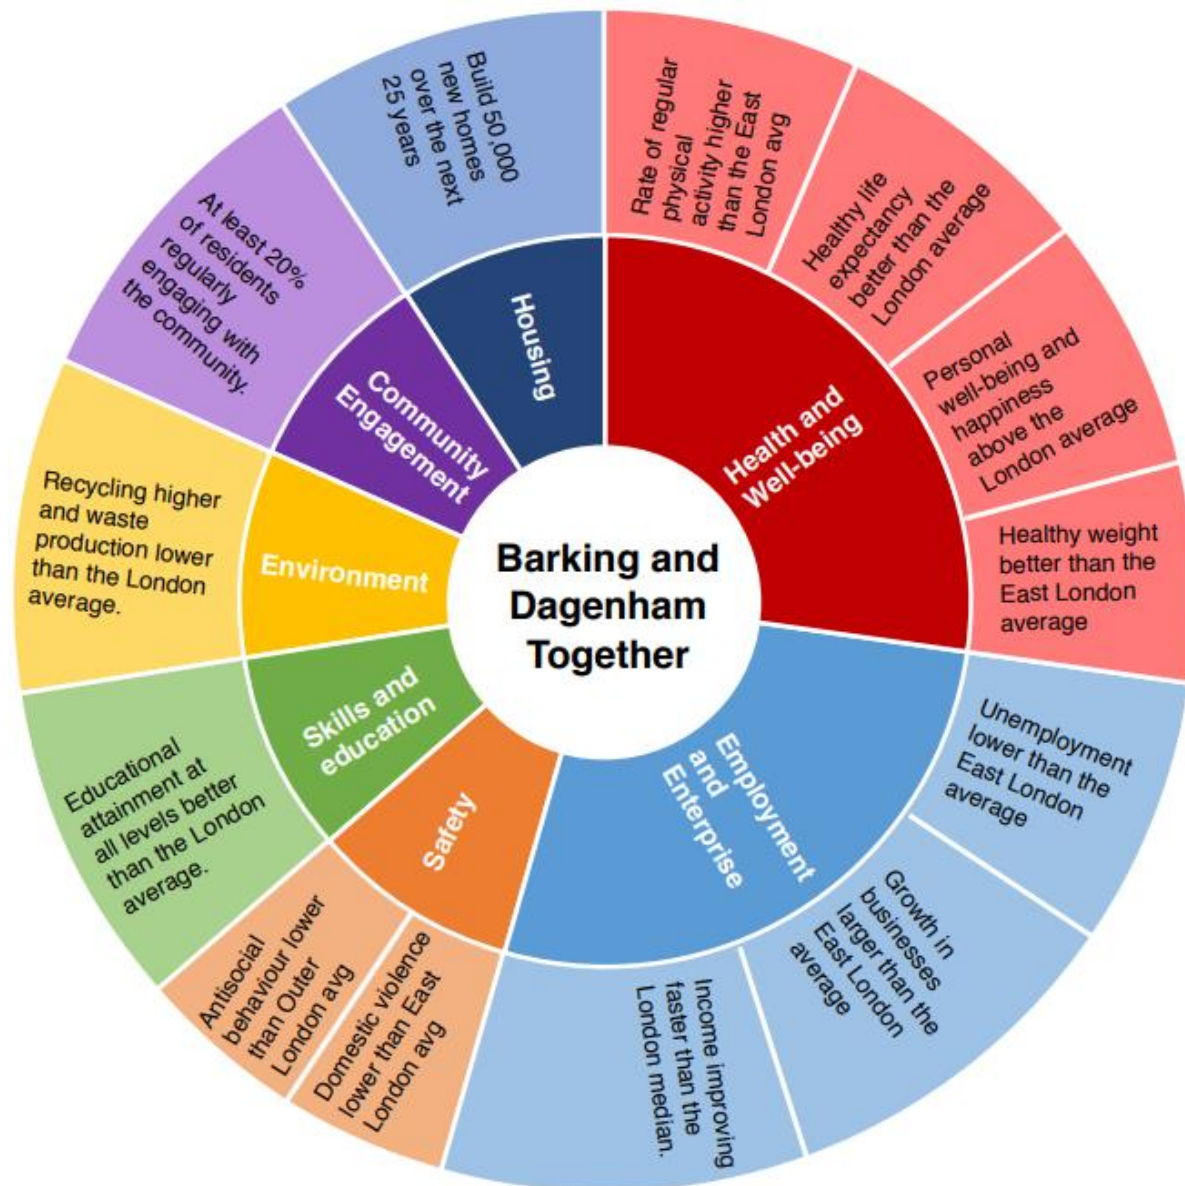 Barking and
Dagenham
Together
Health and
Well-being
Rate of regular
physical
activity higher
than the East
London avg
Healthy life
expectancy
better than the
London average
Personal
well-being and
happiness
above the
London average
Healthy weight
better than the
East London
average
Employment
and
Enterprise
Unemployment
lower than the
East London
average
Growth in
businesses
larger than the
East London
average
Income improving
faster than the
London median.
Safety
Domestic violence
lower than East
London avg
Antisocial
behaviour lower
than Outer
London avg
Skills and
education
Educational
attainment at
all levels better
than the London
average.
Environment
Recycling higher
and waste
production lower
than the London
average.
Community
Engagement
At least 20%
of residents
regularly
engaging with
the community.
Housing
Build 50,000
new homes
over the next
25 years